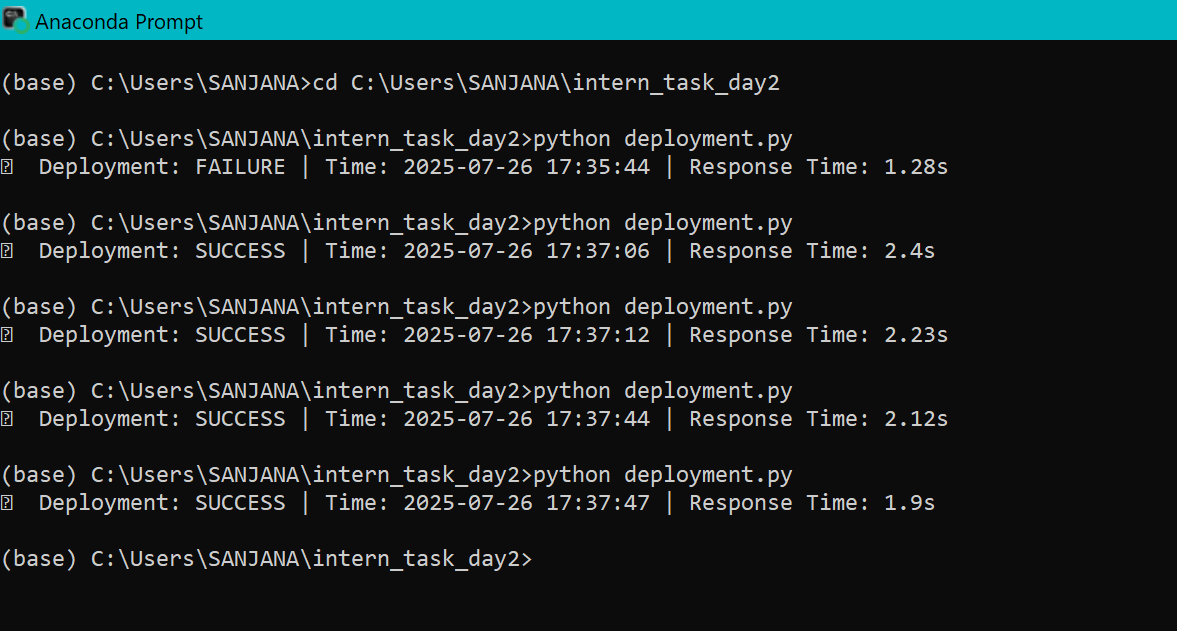 Anaconda Prompt
(base) C:\Users\SANJANA>cd C:\Users\SANJANA\intern_task_day2
(base) C:\Users\SANJANA\intern_task_day2>python deployment.py
⍰ Deployment: FAILURE | Time: 2025-07-26 17:35:44 | Response Time: 1.28s
(base) C:\Users\SANJANA\intern_task_day2>python deployment.py
⍰ Deployment: SUCCESS | Time: 2025-07-26 17:37:06 | Response Time: 2.4s
(base) C:\Users\SANJANA\intern_task_day2>python deployment.py
⍰ Deployment: SUCCESS | Time: 2025-07-26 17:37:12 | Response Time: 2.23s
(base) C:\Users\SANJANA\intern_task_day2>python deployment.py
⍰ Deployment: SUCCESS | Time: 2025-07-26 17:37:44 | Response Time: 2.12s
(base) C:\Users\SANJANA\intern_task_day2>python deployment.py
⍰ Deployment: SUCCESS | Time: 2025-07-26 17:37:47 | Response Time: 1.9s
(base) C:\Users\SANJANA\intern_task_day2>